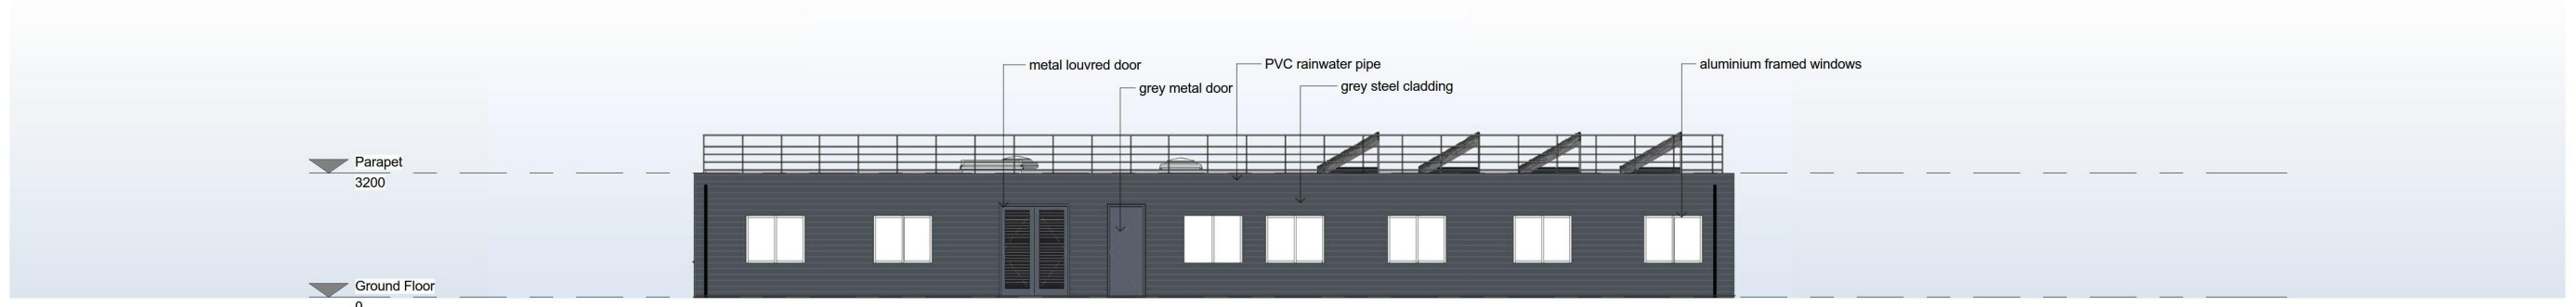 metal louvred door
PVC rainwater pipe
aluminium framed windows
grey metal door
grey steel cladding
Parapet
3200
Ground Floor
0